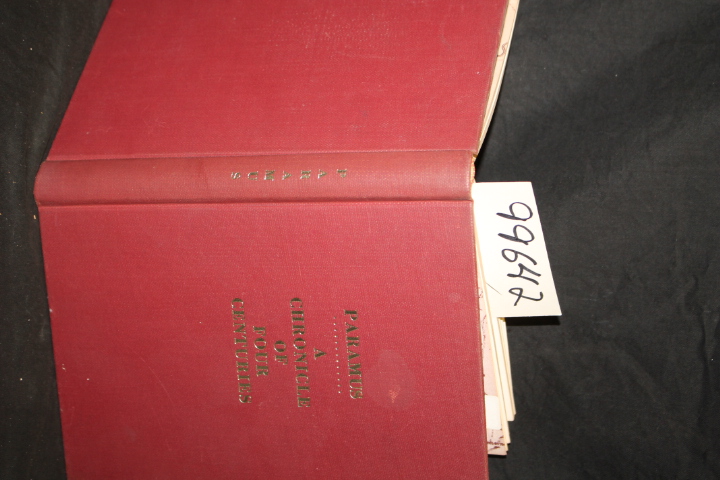 PARAMUS
PARAMUS
A
CHRONICLE
OF
FOUR
CENTURIES
99642